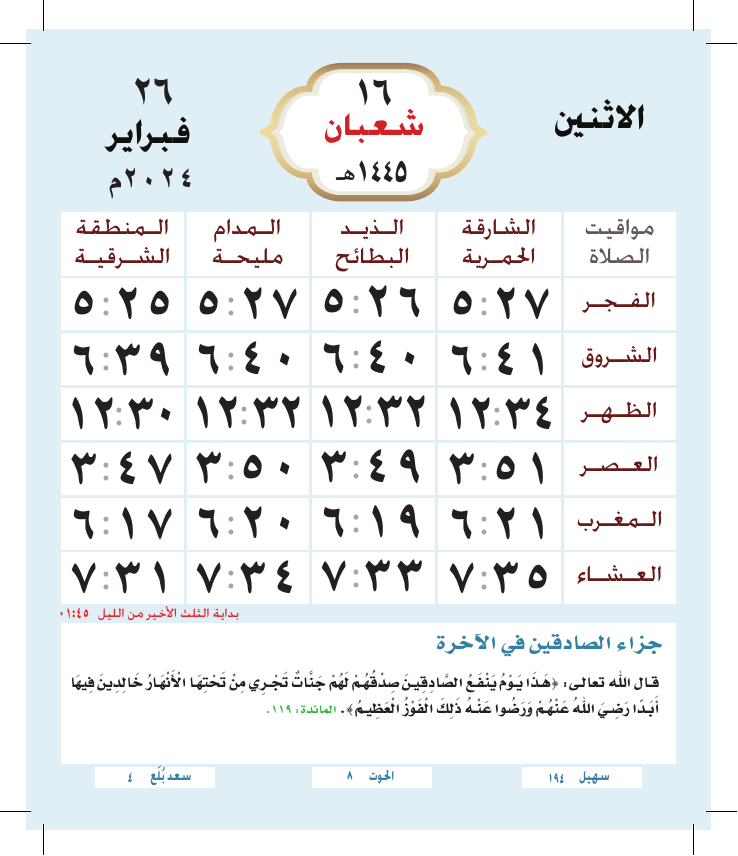 الاثنين
١٦
شعبان
١٤٤٥هـ
٢٦
فبراير
٢٠٢٤م
مواقيت الشارقة الـذيـد المدام المنطقة
الصلاة الحمرية البطائح مليحة الشرقية
الفجر ٥:٢٧ ٥:٢٦ ٥:٢٧ ٥:٢٥
الشروق ٦:٤١ ٦:٤٠ ٦:٤٠ ٦:٣٩
الظهر ١٢:٣٤ ١٢:٣٢ ١٢:٣٢ ١٢:٣٠
العصر ٣:٥١ ٣:٤٩ ٣:٥٠ ٣:٤٧
المغرب ٦:٢١ ٦:١٩ ٦:٢٠ ٦:١٧
العشاء ٧:٣٥ ٧:٣٣ ٧:٣٤ ٧:٣١
بداية الثلث الأخير من الليل ٠١:٤٥
جزاء الصادقين في الآخرة
قال الله تعالى: ﴿هَذَا يَوْمُ يَنْفَعُ الصَّادِقِينَ صِدْقُهُمْ لَهُمْ جَنَّاتٌ تَجْرِي مِنْ تَحْتِهَا الْأَنْهَارُ خَالِدِينَ فِيهَا
أَبَدًا رَضِيَ اللَّهُ عَنْهُمْ وَرَضُوا عَنْهُ ذَلِكَ الْفَوْزُ الْعَظِيمُ﴾. المائدة: ١١٩.
سهيل ١٩٤
الحوت ٨
سعد بُلَع ٤